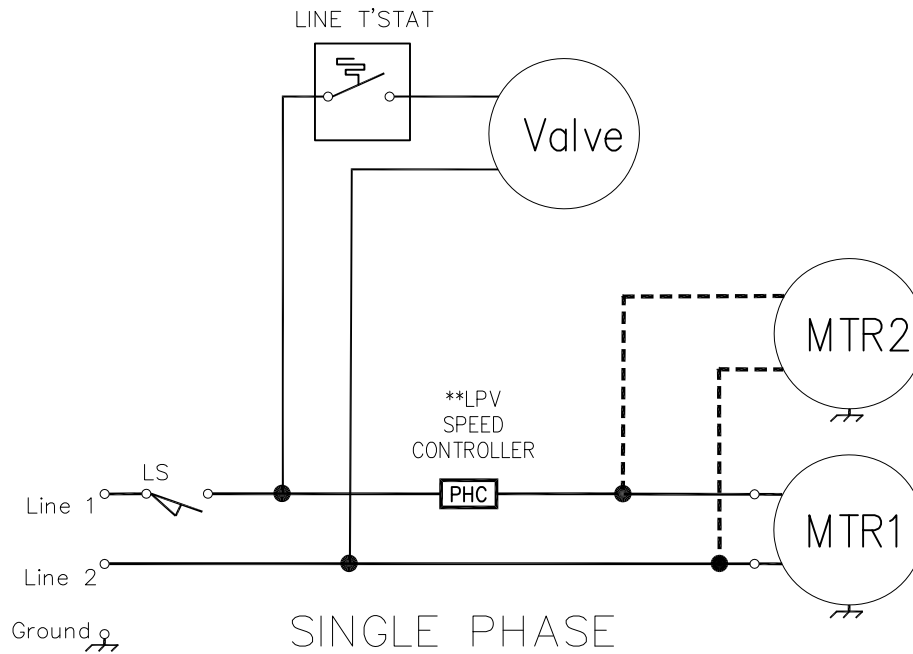 LINE T'STAT
Valve
MTR2
**LPV
SPEED
CONTROLLER
LS
Line 1
PHC
MTR1
Line 2
Ground
SINGLE PHASE